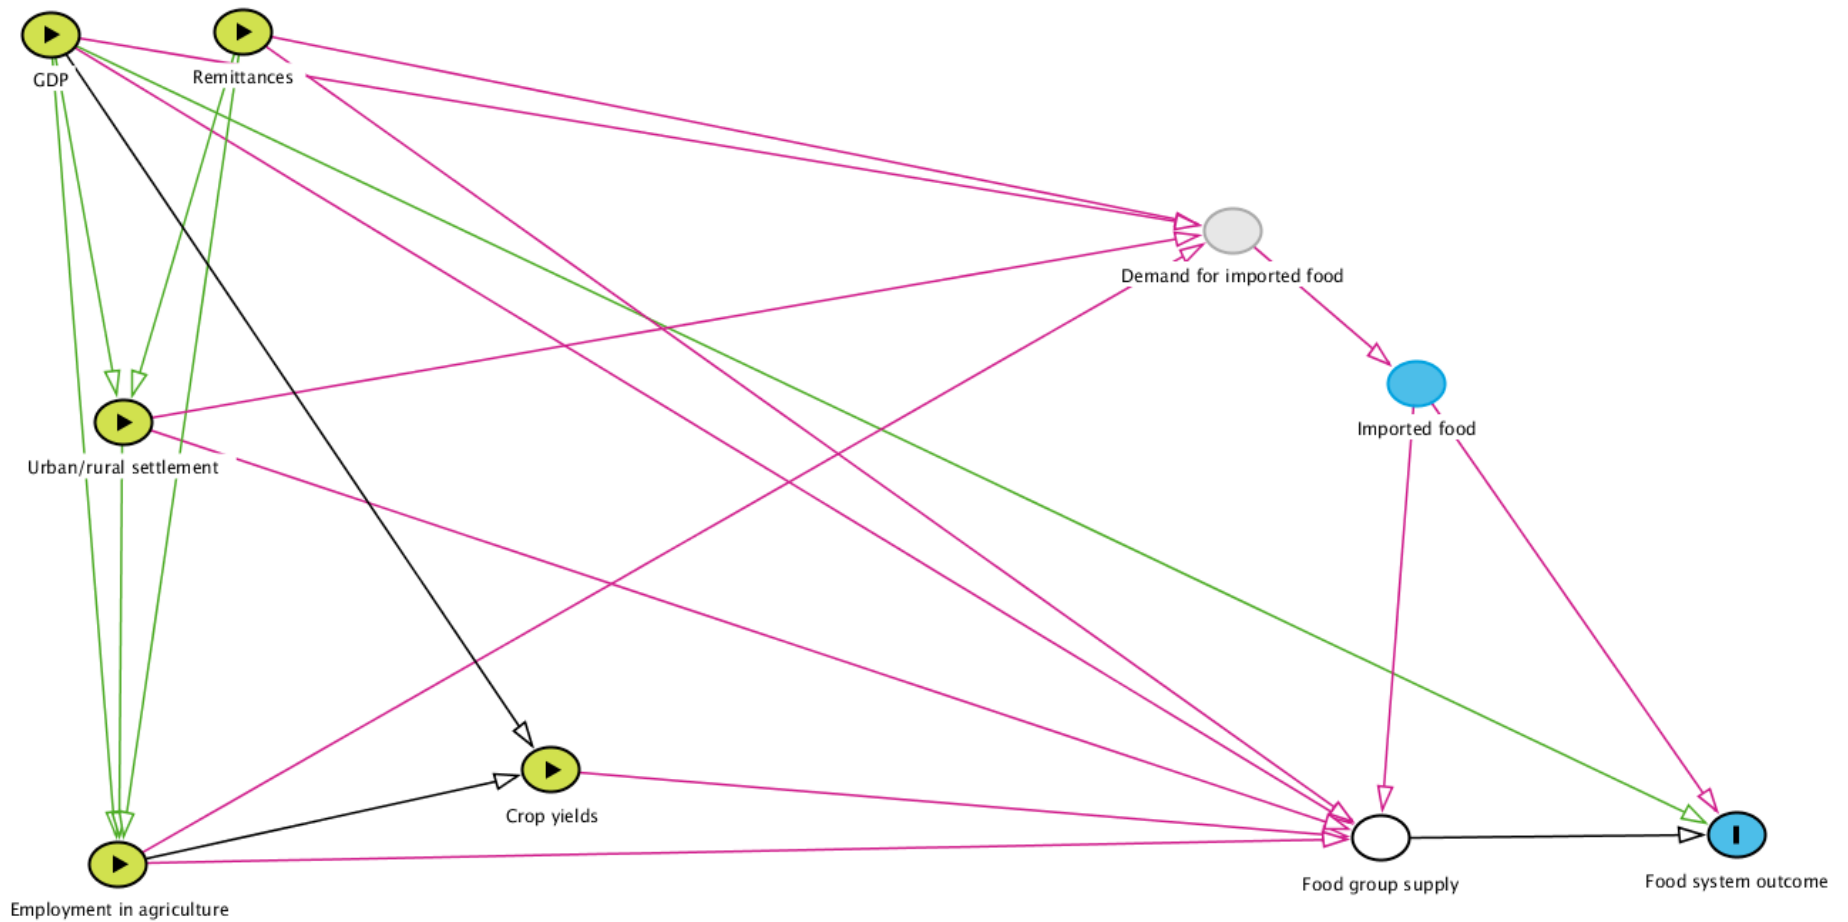 GDP
Remittances
Demand for imported food
Imported food
Urban/rural settlement
Crop yields
Food group supply
Food system outcome
Employment in agriculture